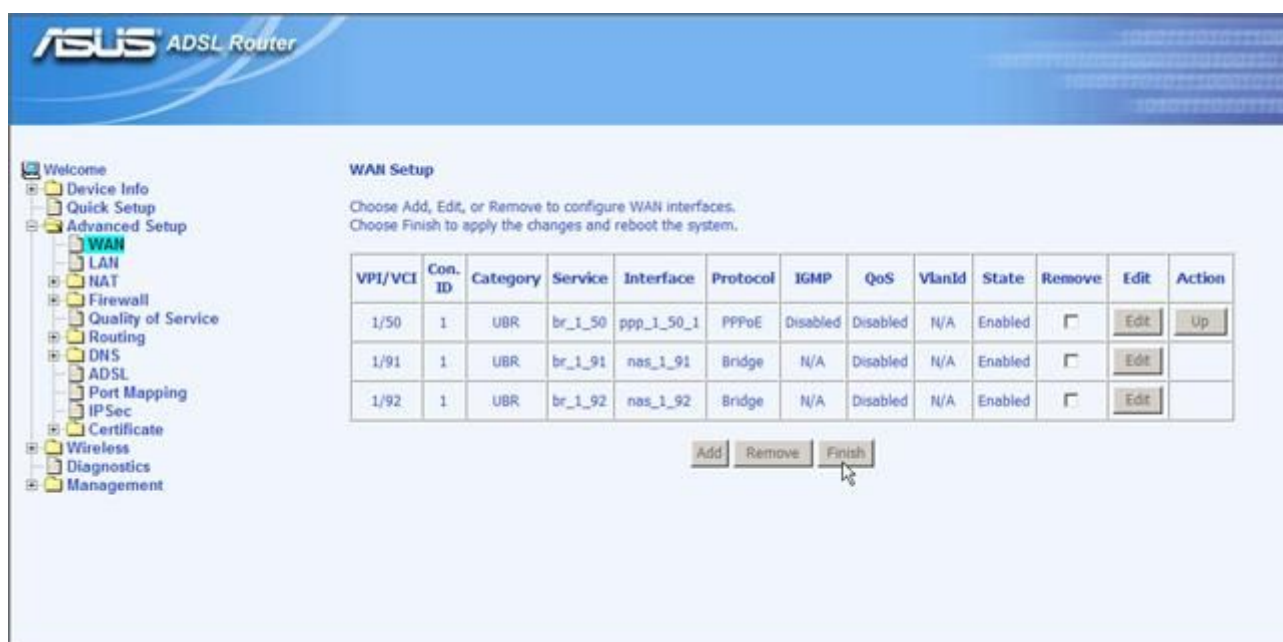 ASUS ADSL Router
Welcome
Device Info
Quick Setup
Advanced Setup
WAN
LAN
NAT
Firewall
Quality of Service
Routing
DNS
ADSL
Port Mapping
IPSec
Certificate
Wireless
Diagnostics
Management
WAN Setup
Choose Add, Edit, or Remove to configure WAN interfaces.
Choose Finish to apply the changes and reboot the system.
VPI/VCI Con. ID Category Service Interface Protocol IGMP QoS VlanId State Remove Edit Action
1/50 1 UBR br_1_50 ppp_1_50_1 PPPoE Disabled Disabled N/A Enabled Edit Up
1/91 1 UBR br_1_91 nas_1_91 Bridge N/A Disabled N/A Enabled Edit
1/92 1 UBR br_1_92 nas_1_92 Bridge N/A Disabled N/A Enabled Edit
Add Remove Finish